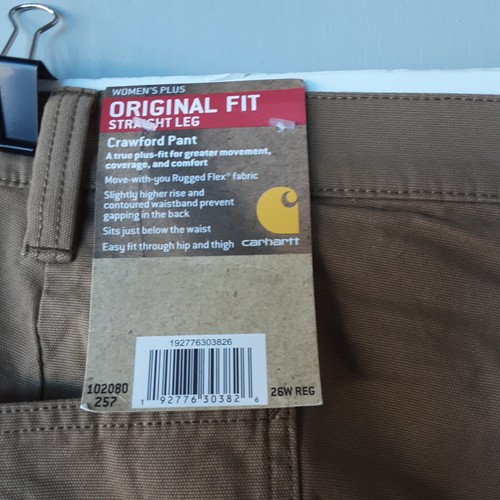 WOMEN'S PLUS
ORIGINAL FIT
STRAIGHT LEG
Crawford Pant
A true plus-fit for greater movement,
coverage, and comfort
Move-with-you Rugged Flex® fabric
Slightly higher rise and
contoured waistband prevent
gapping in the back
Sits just below the waist
Easy fit through hip and thigh
carhartt
192776303826
102080
257
1 92776 30382 6
26W REG